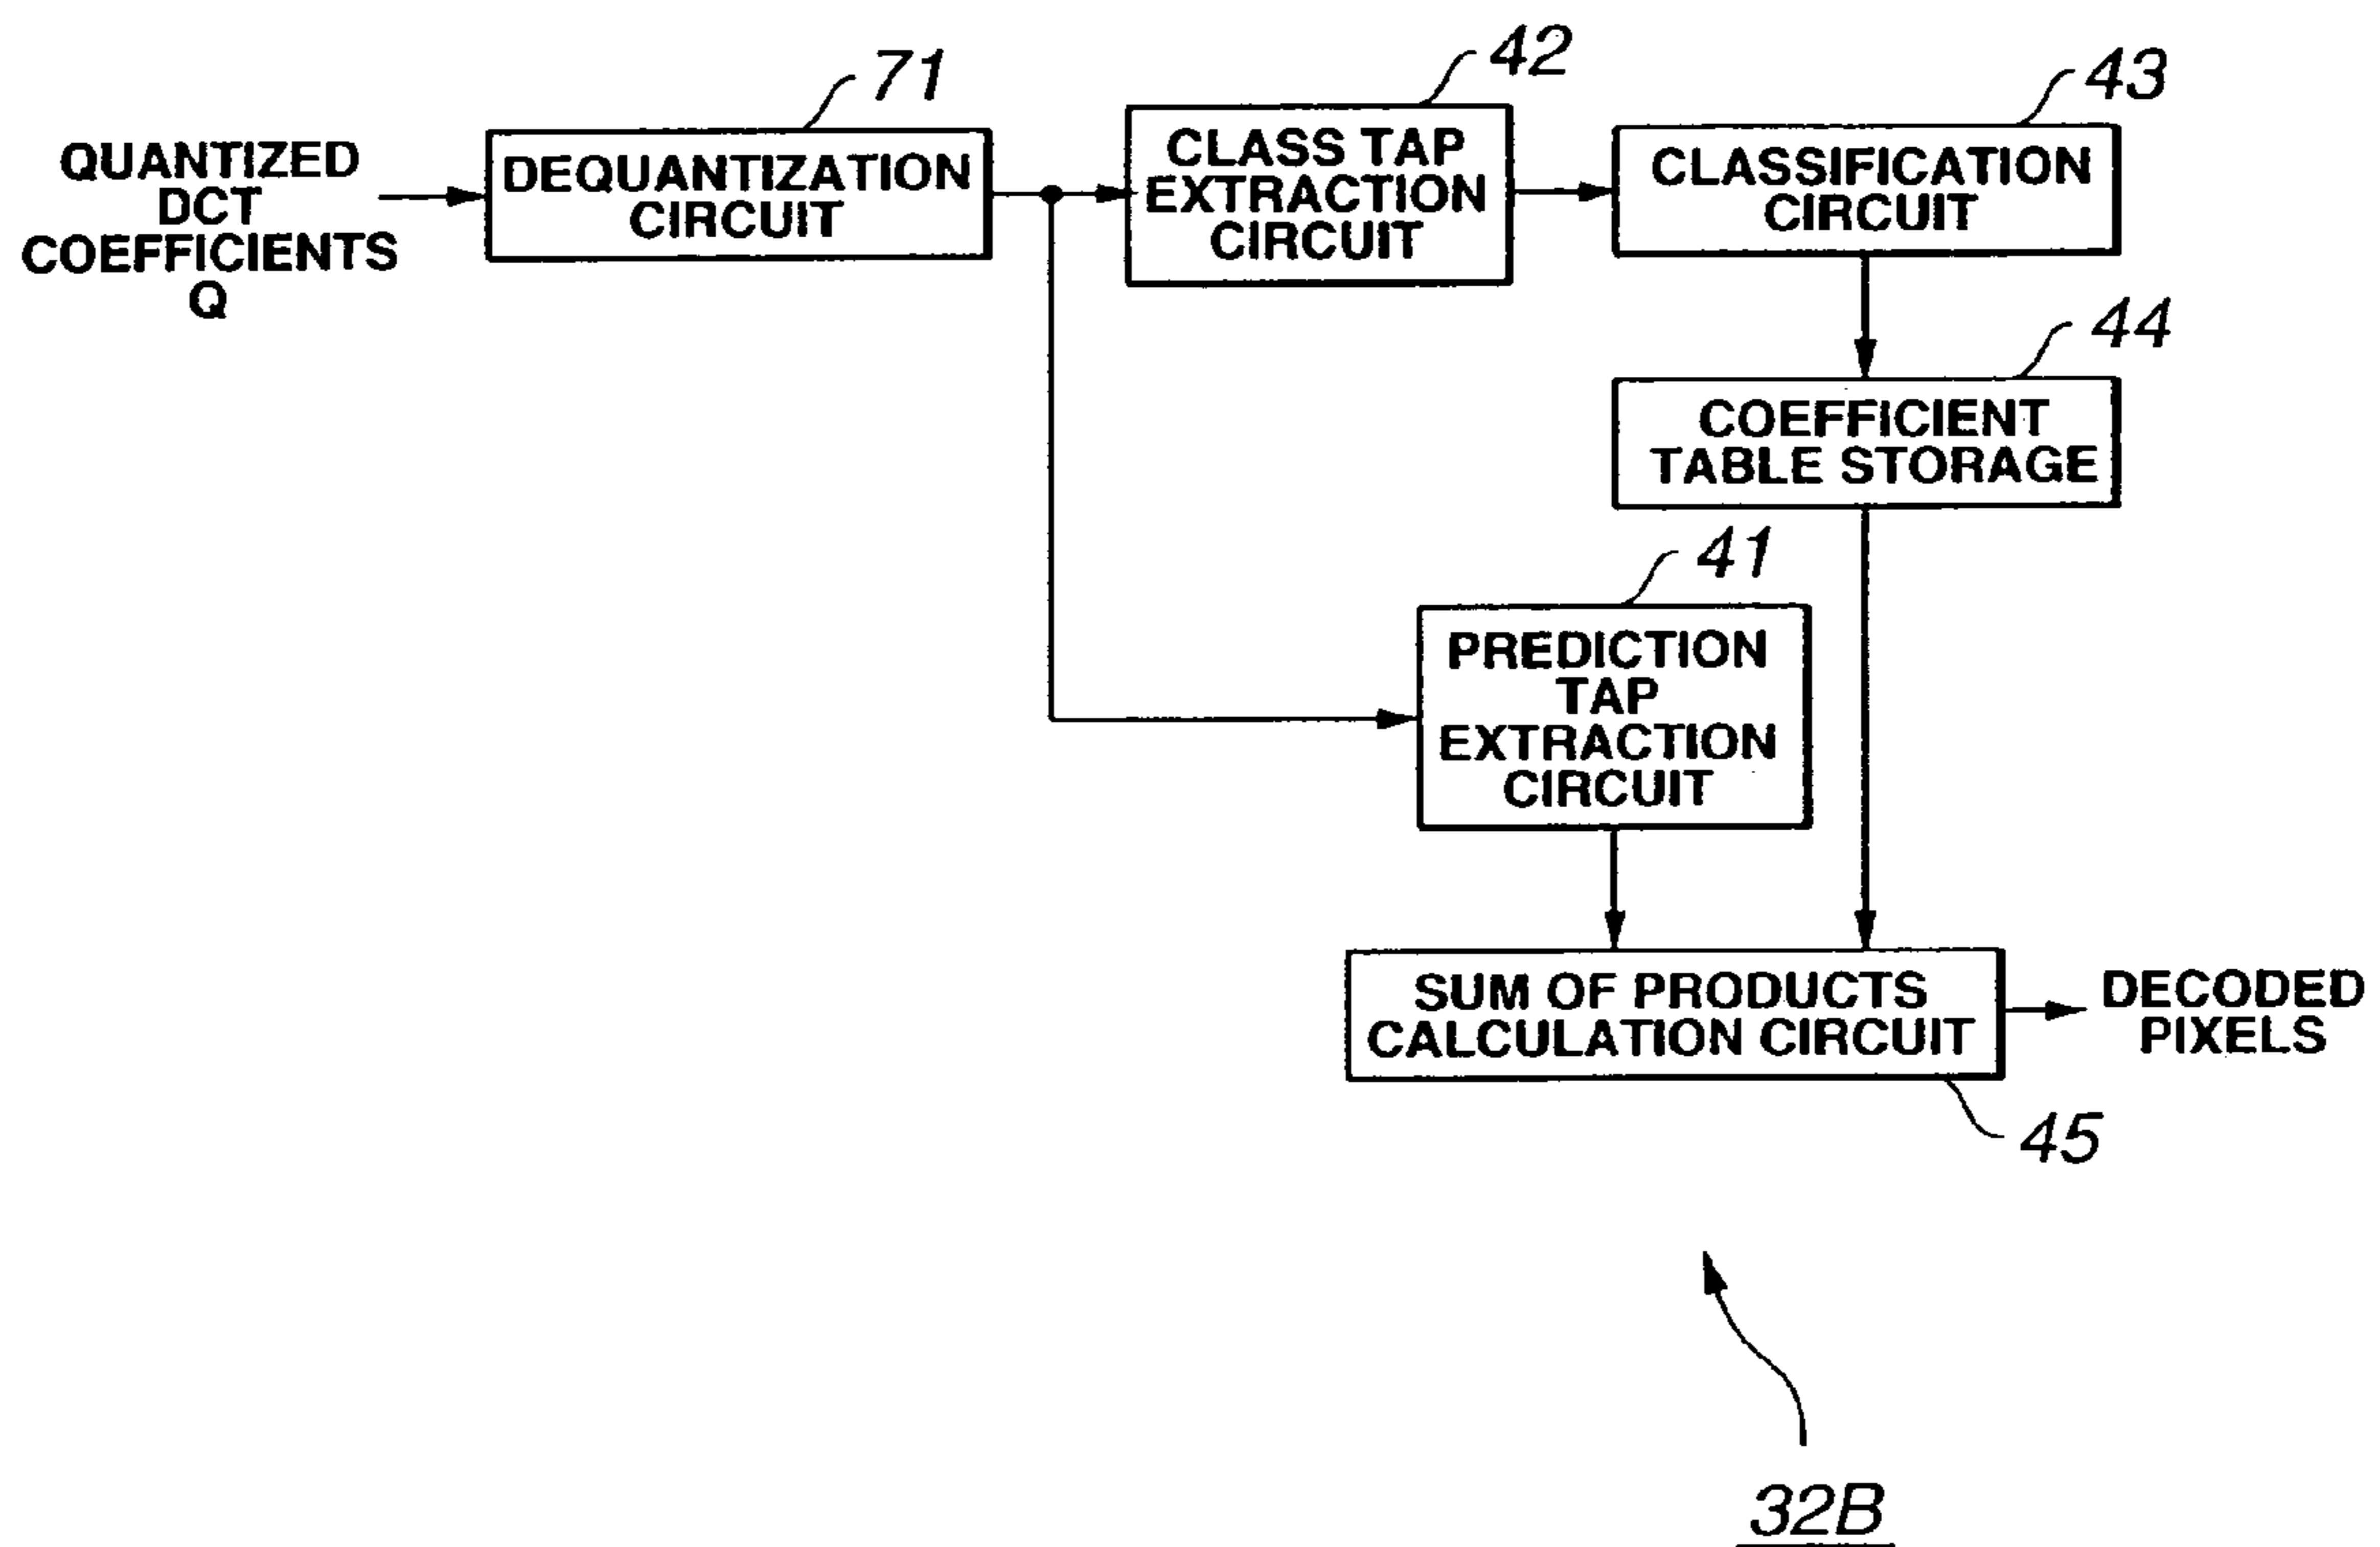 71
42
43
QUANTIZED
DCT
COEFFICIENTS
Q
DEQUANTIZATION
CIRCUIT
CLASS TAP
EXTRACTION
CIRCUIT
CLASSIFICATION
CIRCUIT
44
COEFFICIENT
TABLE STORAGE
41
PREDICTION
TAP
EXTRACTION
CIRCUIT
SUM OF PRODUCTS
CALCULATION CIRCUIT
DECODED
PIXELS
45
32B